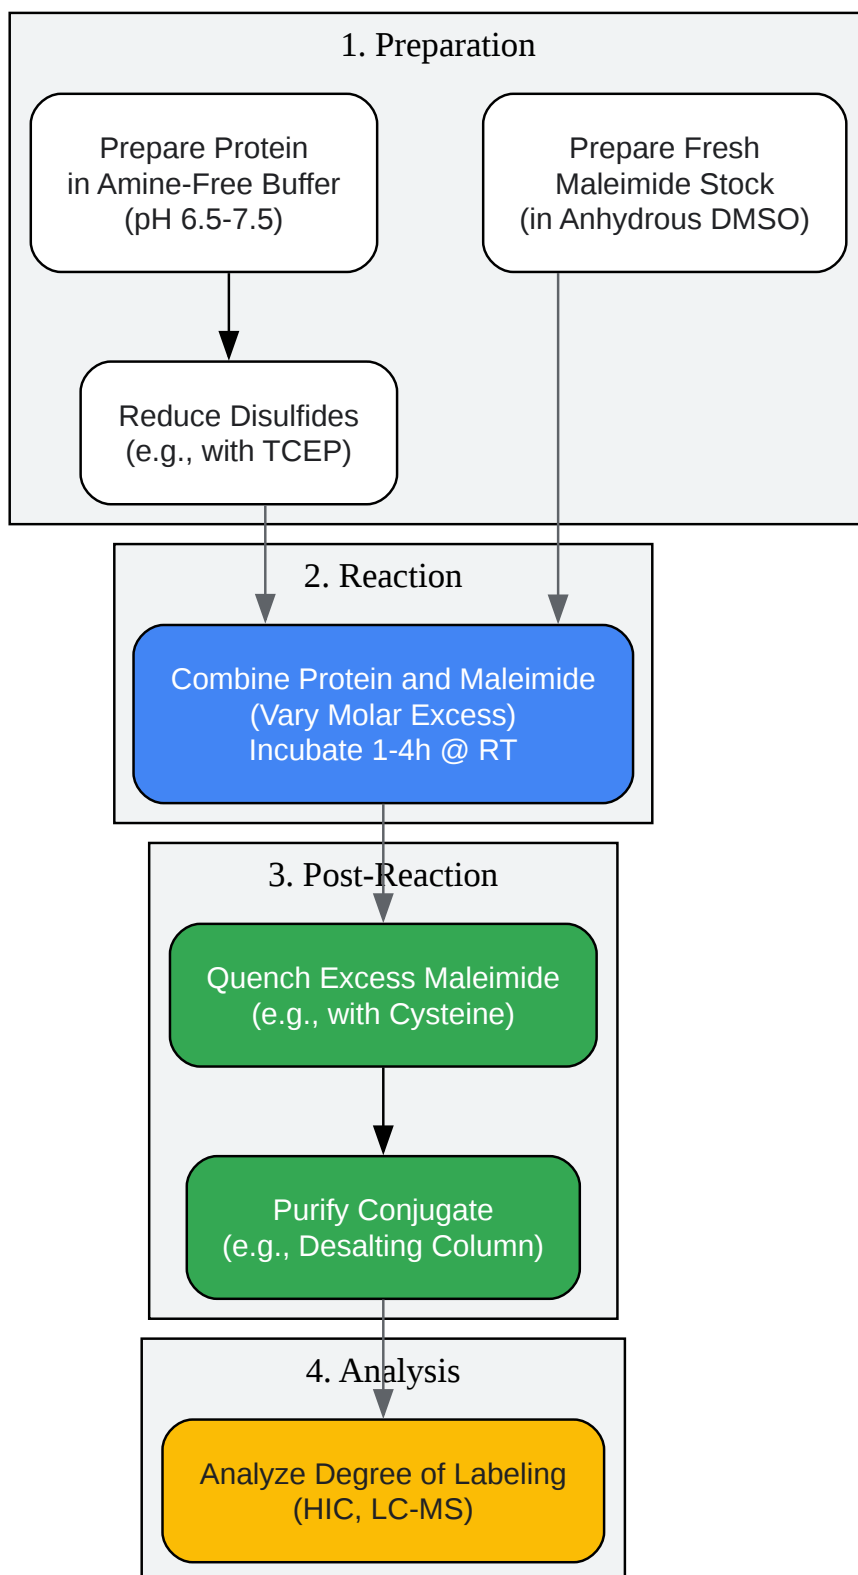 1. Preparation
Prepare Protein
in Amine-Free Buffer
(pH 6.5-7.5)
Prepare Fresh
Maleimide Stock
(in Anhydrous DMSO)
Reduce Disulfides
(e.g., with TCEP)
2. Reaction
Combine Protein and Maleimide
(Vary Molar Excess)
Incubate 1-4h @ RT
3. Post-Reaction
Quench Excess Maleimide
(e.g., with Cysteine)
Purify Conjugate
(e.g., Desalting Column)
4. Analysis
Analyze Degree of Labeling
(HIC, LC-MS)